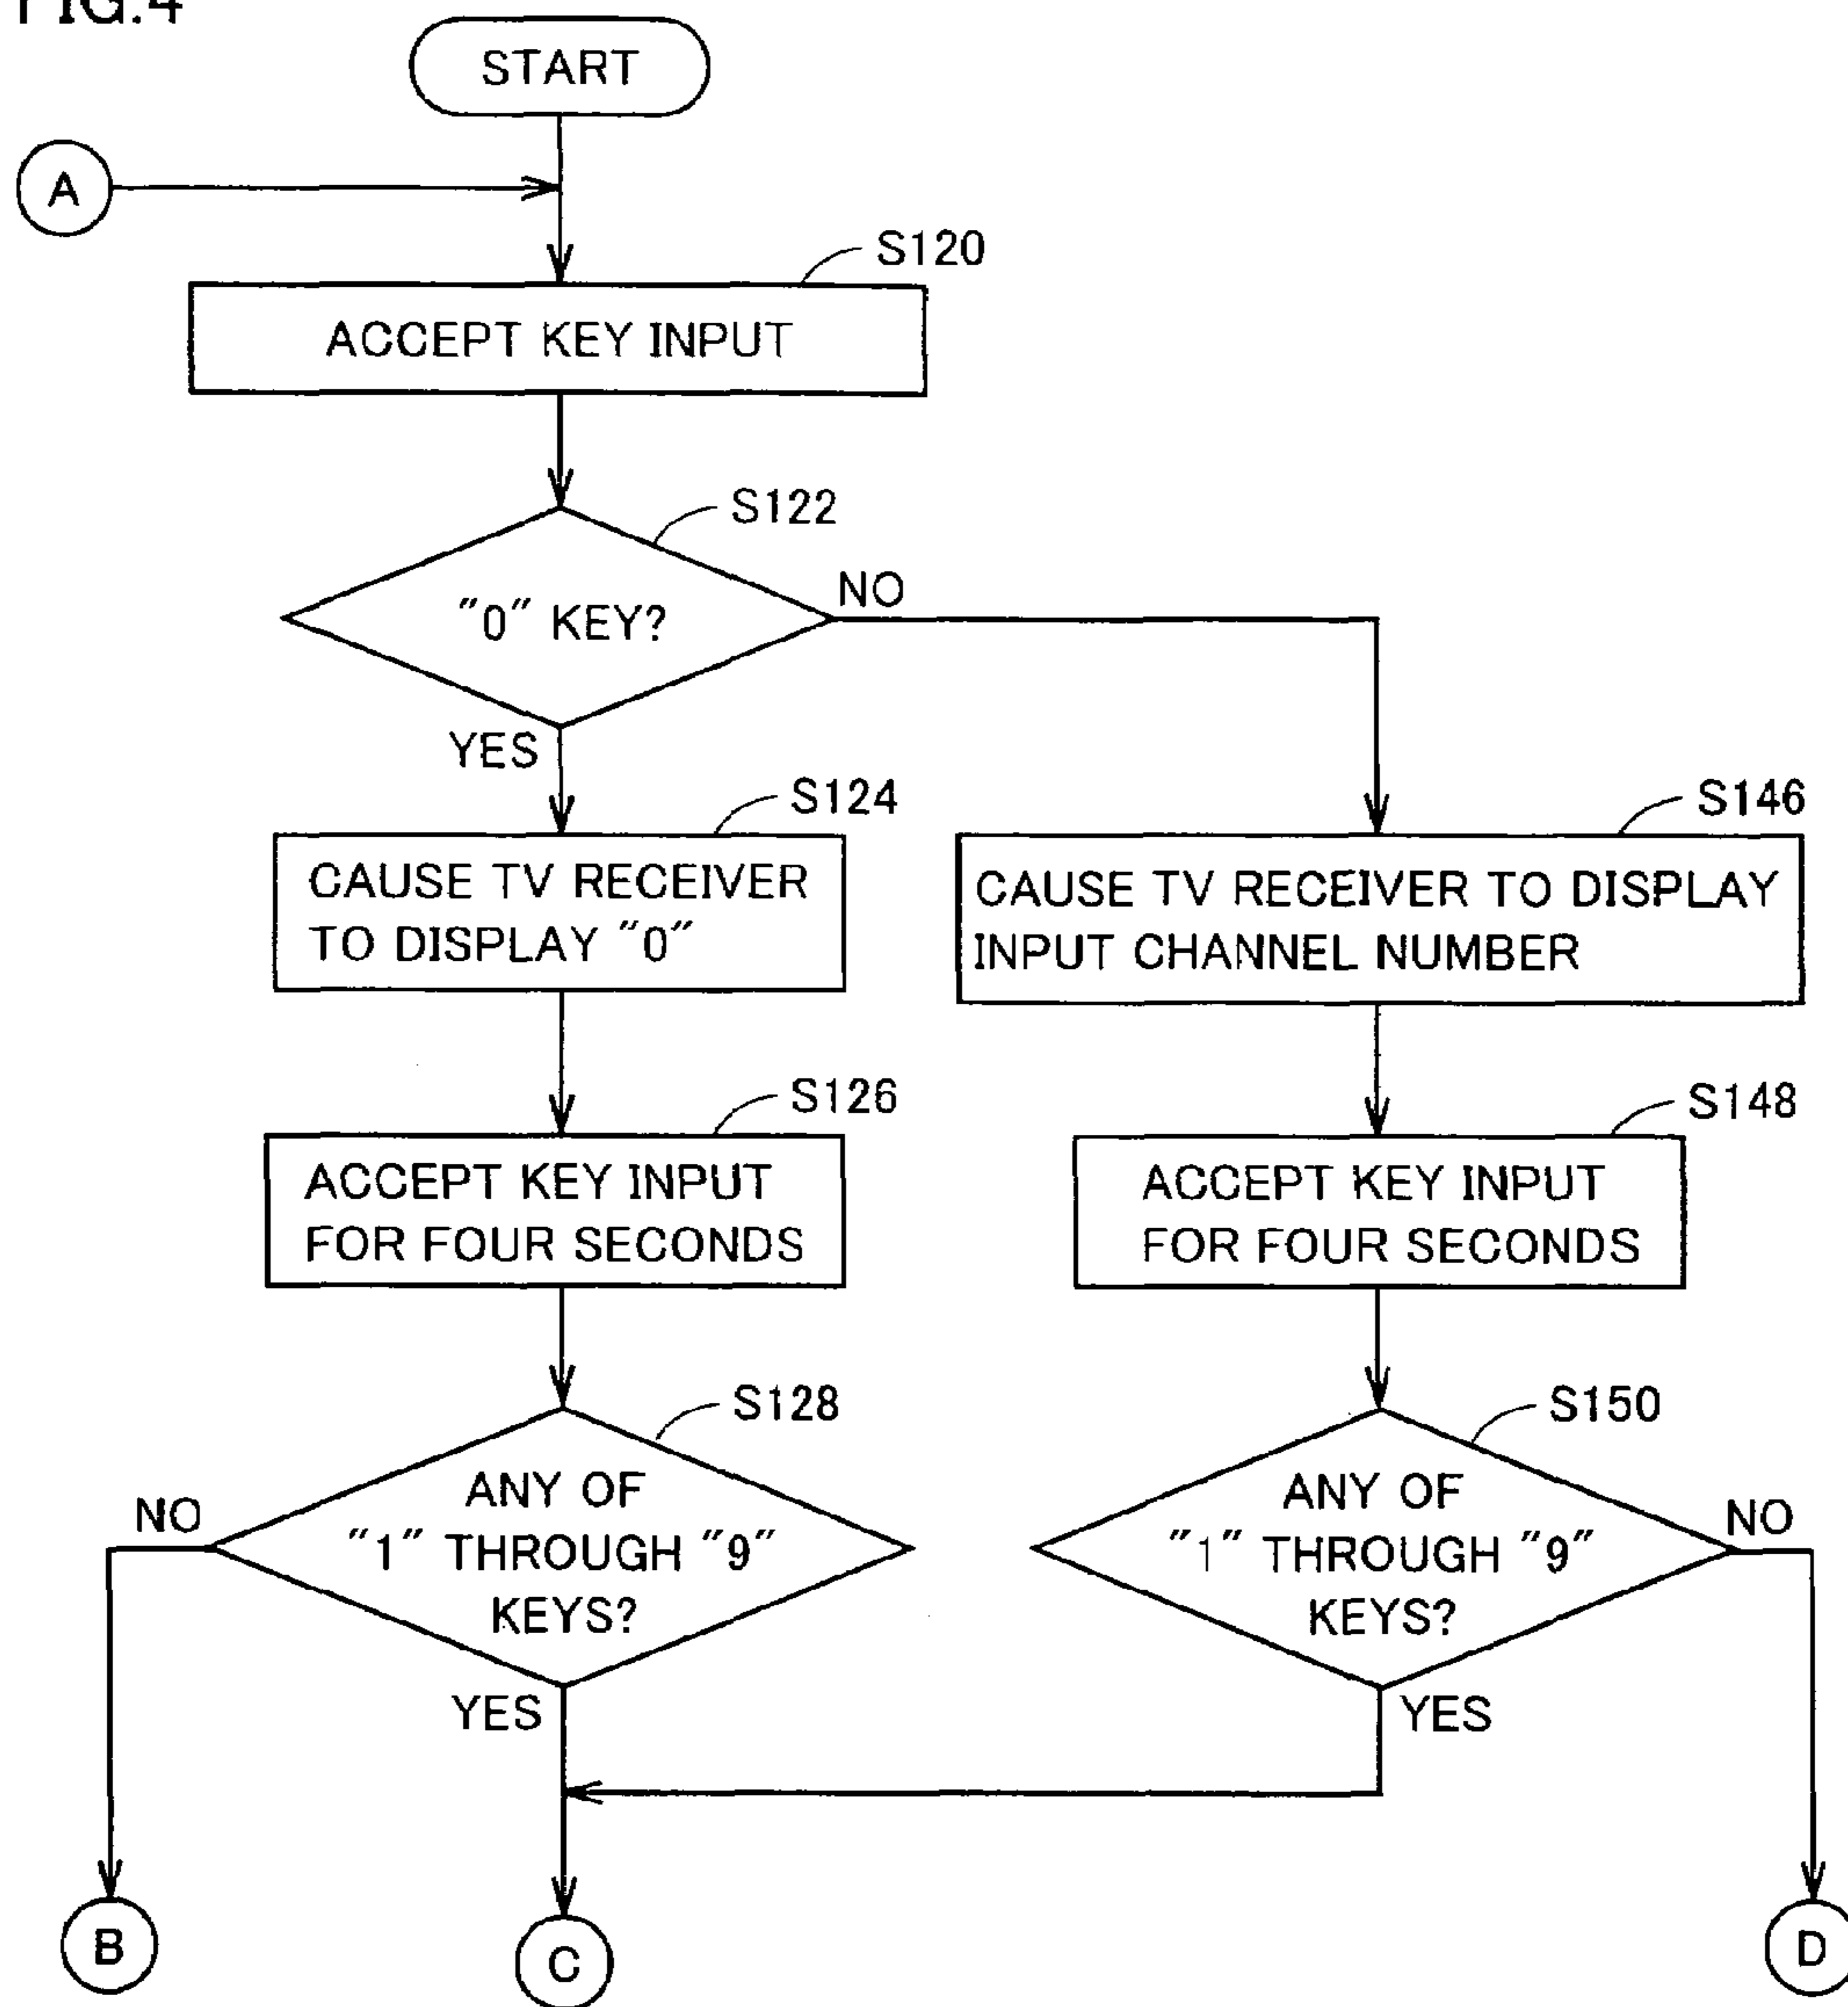 FIG.4
START
A
S120
ACCEPT KEY INPUT
S122
"0" KEY?
NO
YES
S124
CAUSE TV RECEIVER
TO DISPLAY "0"
S146
CAUSE TV RECEIVER TO DISPLAY
INPUT CHANNEL NUMBER
S126
ACCEPT KEY INPUT
FOR FOUR SECONDS
S148
ACCEPT KEY INPUT
FOR FOUR SECONDS
S128
ANY OF
"1" THROUGH "9"
KEYS?
NO
YES
S150
ANY OF
"1" THROUGH "9"
KEYS?
NO
YES
B
C
D